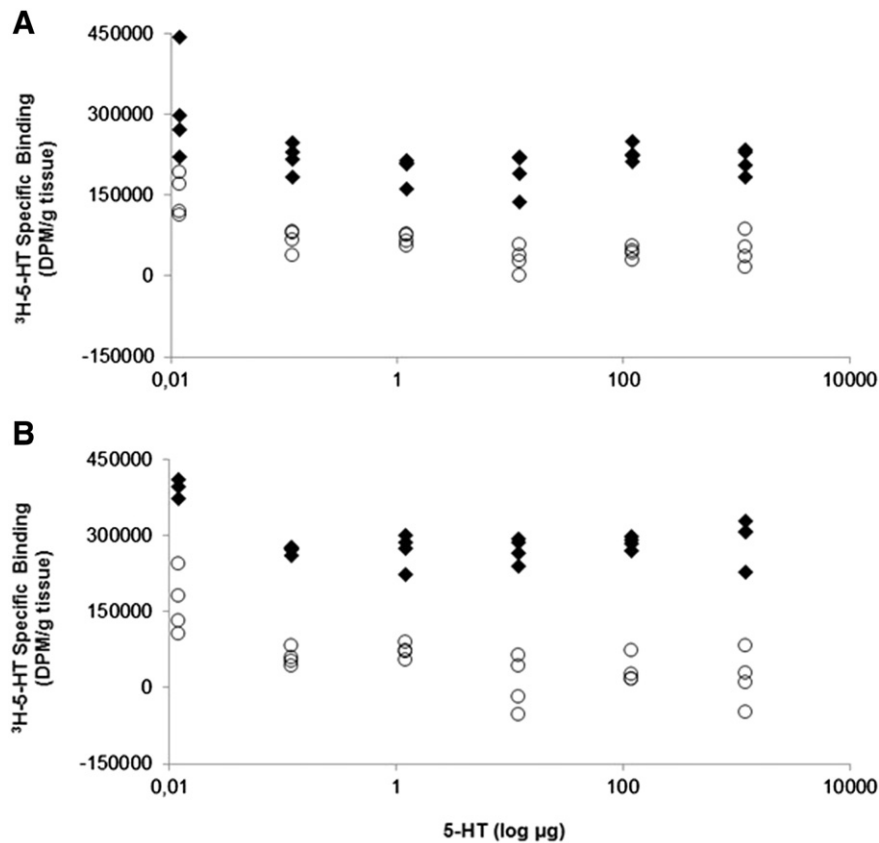 A
450000
300000
150000
0
-150000
³H-5-HT Specific Binding
(DPM/g tissue)
0,01
1
100
10000
B
450000
300000
150000
0
-150000
³H-5-HT Specific Binding
(DPM/g tissue)
0,01
1
100
10000
5-HT (log µg)